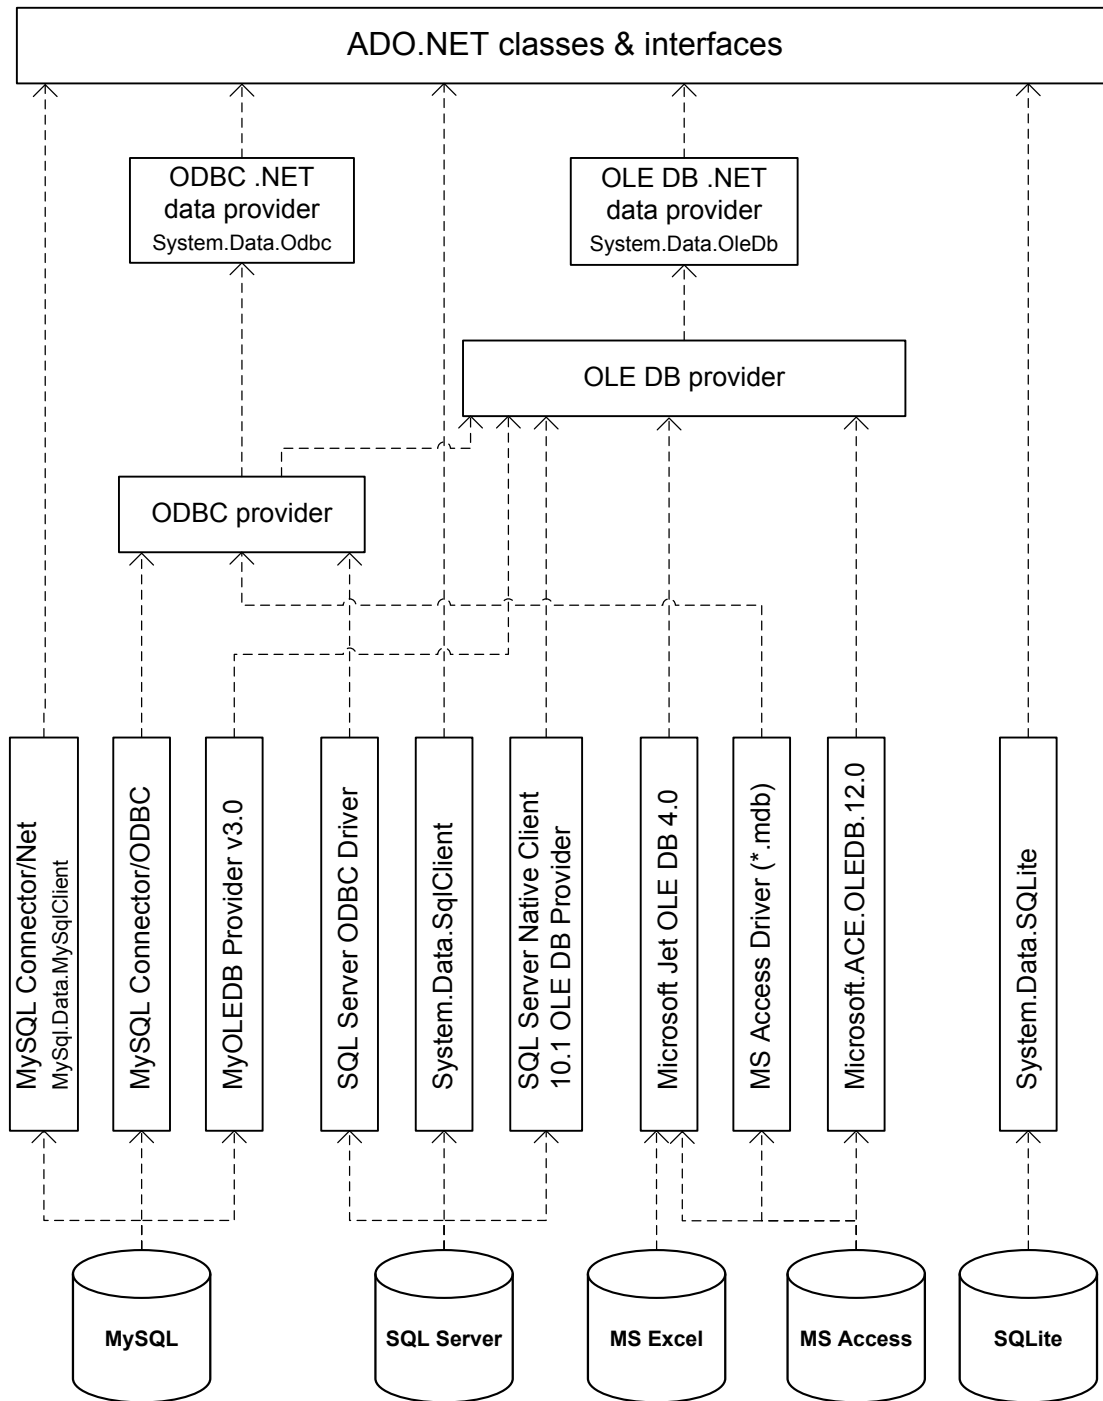 ADO.NET classes & interfaces
ODBC .NET
data provider
System.Data.Odbc
OLE DB .NET
data provider
System.Data.OleDb
OLE DB provider
ODBC provider
MySQL Connector/Net
MySql.Data.MySqlClient
MySQL Connector/ODBC
MyOLEDB Provider v3.0
SQL Server ODBC Driver
System.Data.SqlClient
SQL Server Native Client
10.1 OLE DB Provider
Microsoft Jet OLE DB 4.0
MS Access Driver (*.mdb)
Microsoft.ACE.OLEDB.12.0
System.Data.SQLite
MySQL
SQL Server
MS Excel
MS Access
SQLite